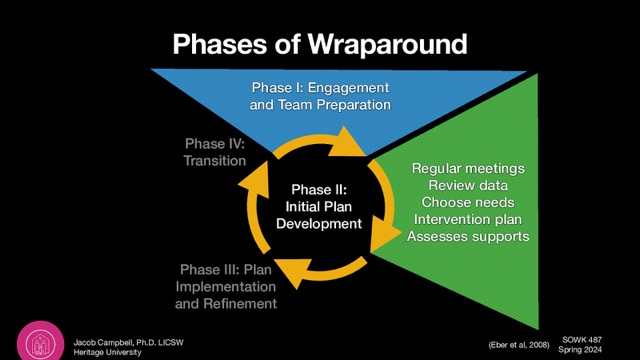 Phases of Wraparound
Phase I: Engagement
and Team Preparation
Phase IV:
Transition
Phase II:
Initial Plan
Development
Regular meetings
Review data
Choose needs
Intervention plan
Assesses supports
Phase III: Plan
Implementation
and Refinement
Jacob Campbell, Ph.D. LICSW
Heritage University
(Eber et al, 2008)
SOWK 487
Spring 2024